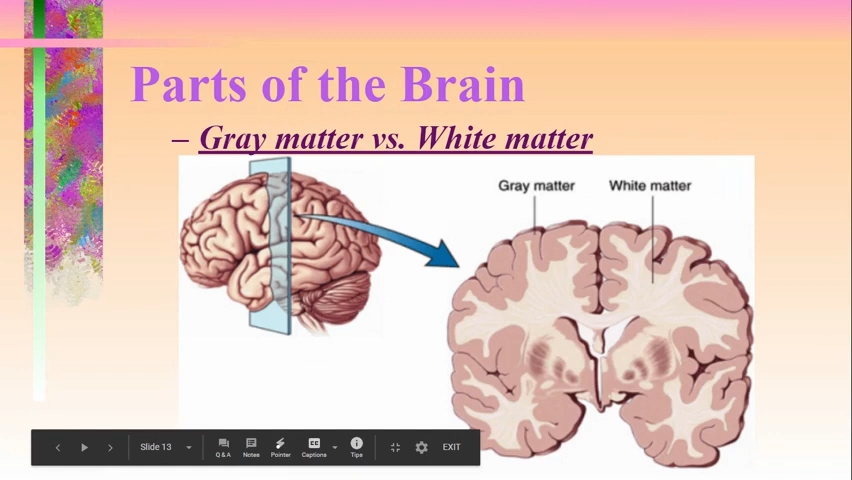 Parts of the Brain
– Gray matter vs. White matter
Gray matter White matter
Slide 13 Q & A Notes Pointer Captions Tips EXIT